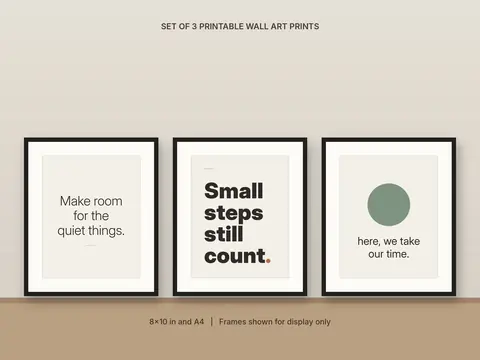 SET OF 3 PRINTABLE WALL ART PRINTS
Make room
for the
quiet things.
Small
steps
still
count.
here, we take
our time.
8×10 in and A4 | Frames shown for display only